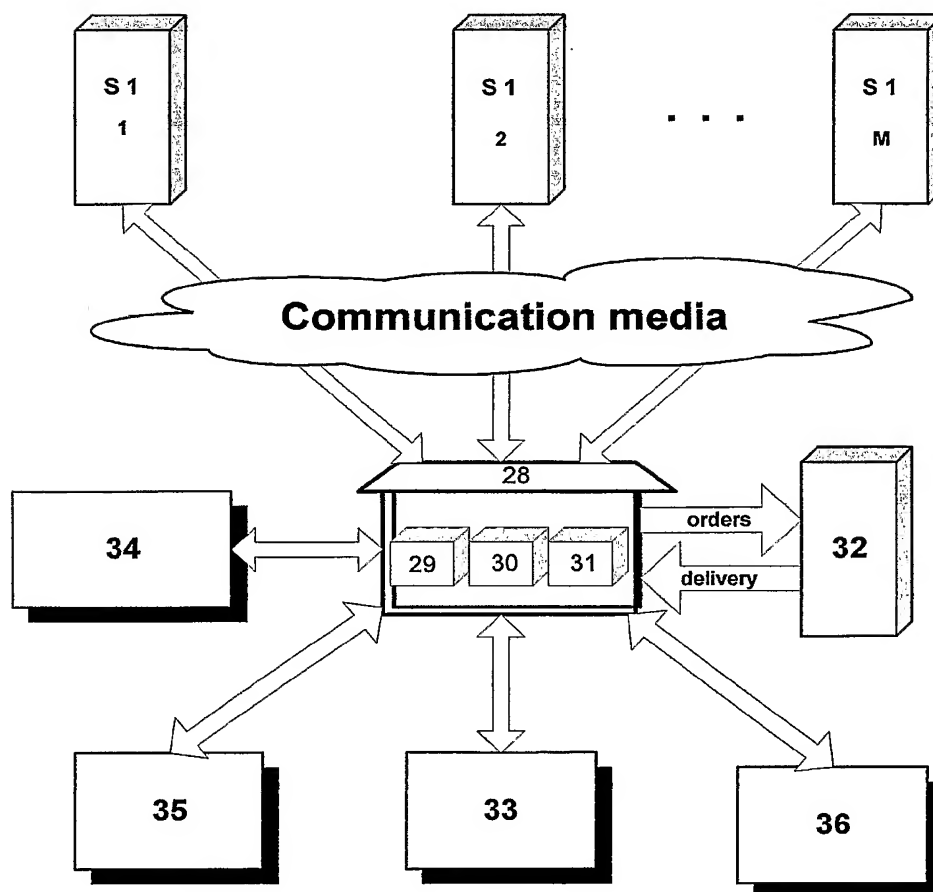 S 1
1
S 1
2
. . .
S 1
M
Communication media
28
29
30
31
orders
delivery
32
34
35
33
36